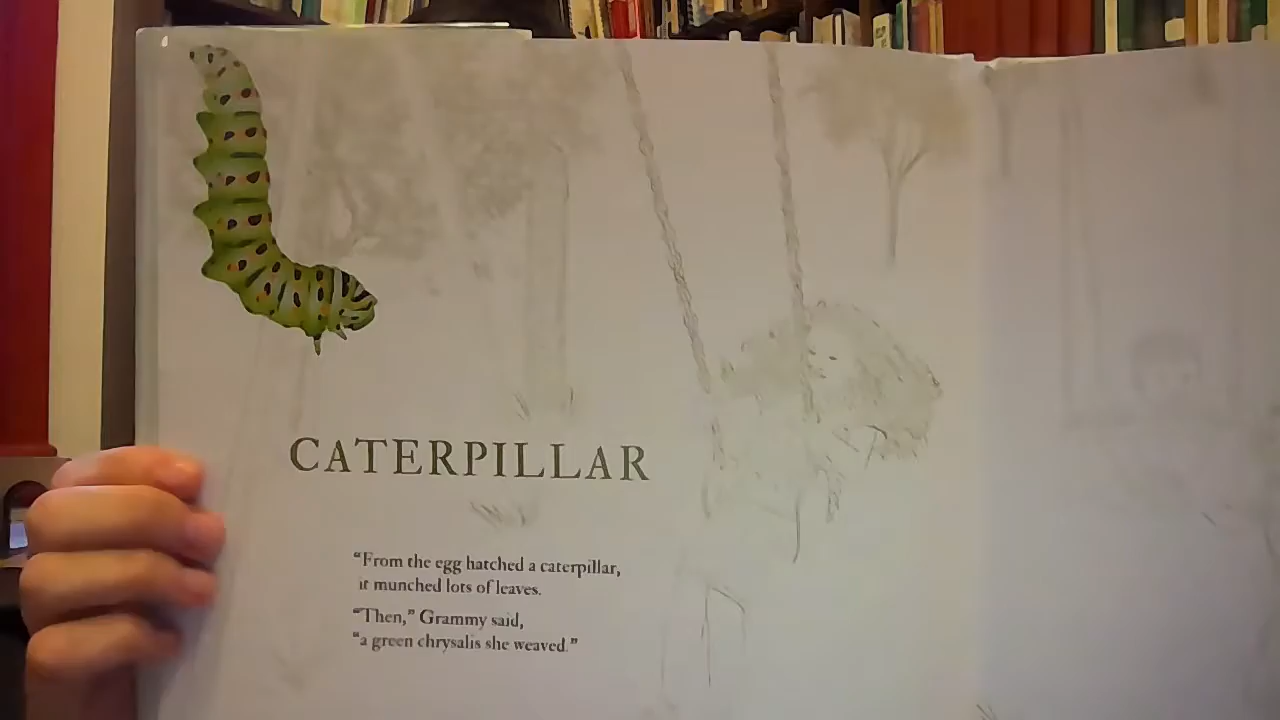 CATERPILLAR
“From the egg hatched a caterpillar,
it munched lots of leaves.
“Then,” Grammy said,
“a green chrysalis she weaved.”